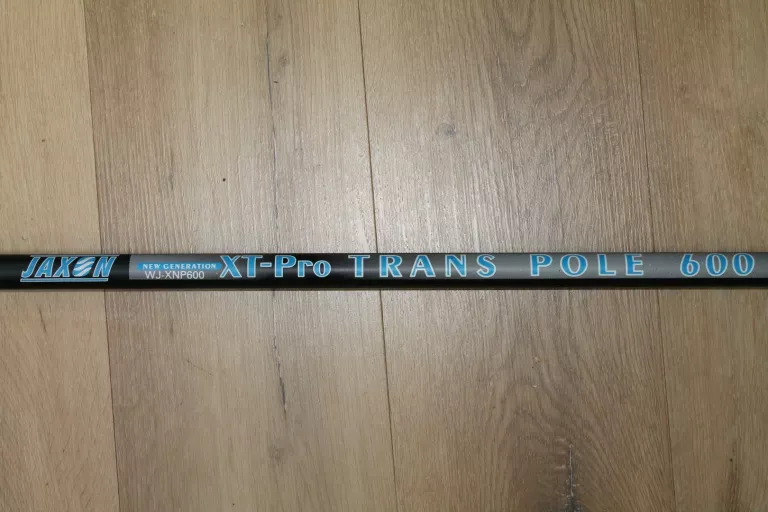 JAXON
NEW GENERATION
WJ-XNP600
XT-Pro TRANS POLE 600